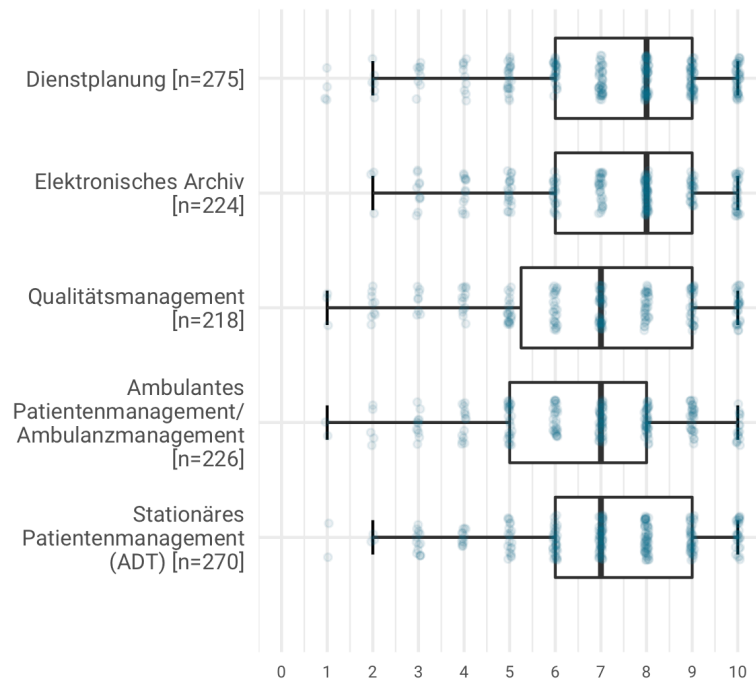 Dienstplanung [n=275]
Elektronisches Archiv
[n=224]
Qualitätsmanagement
[n=218]
Ambulantes
Patientenmanagement/
Ambulanzmanagement
[n=226]
Stationäres
Patientenmanagement
(ADT) [n=270]
0 1 2 3 4 5 6 7 8 9 10